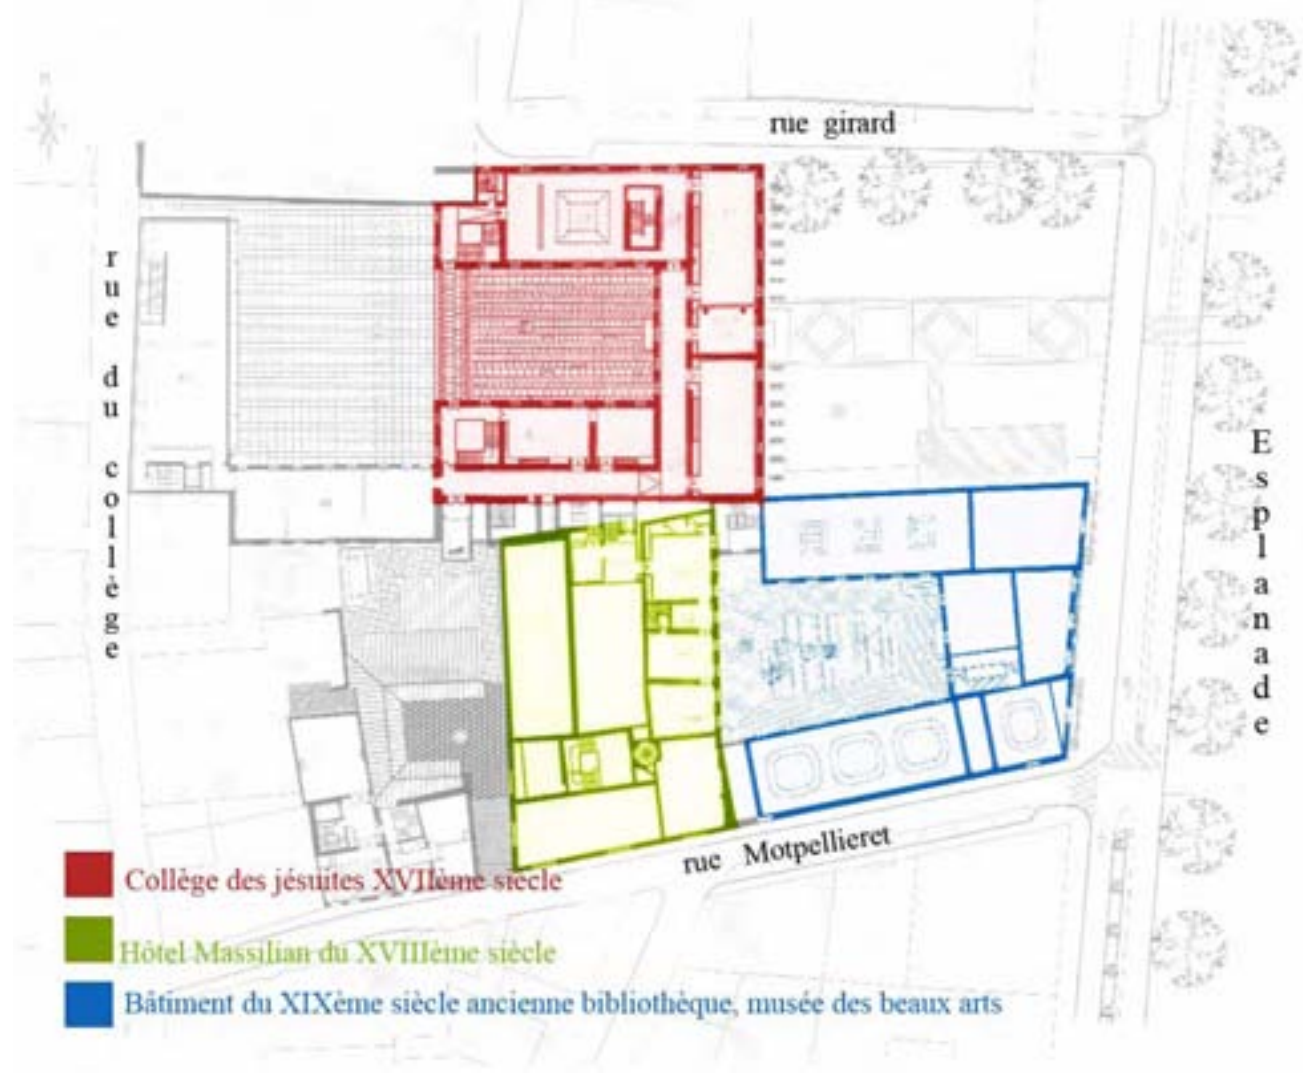 rue girard
rue du collège
Esplanade
rue Motpellieret
Collège des jésuites XVIIème siècle
Hôtel Massilian du XVIIIème siècle
Bâtiment du XIXème siècle ancienne bibliothèque, musée des beaux arts